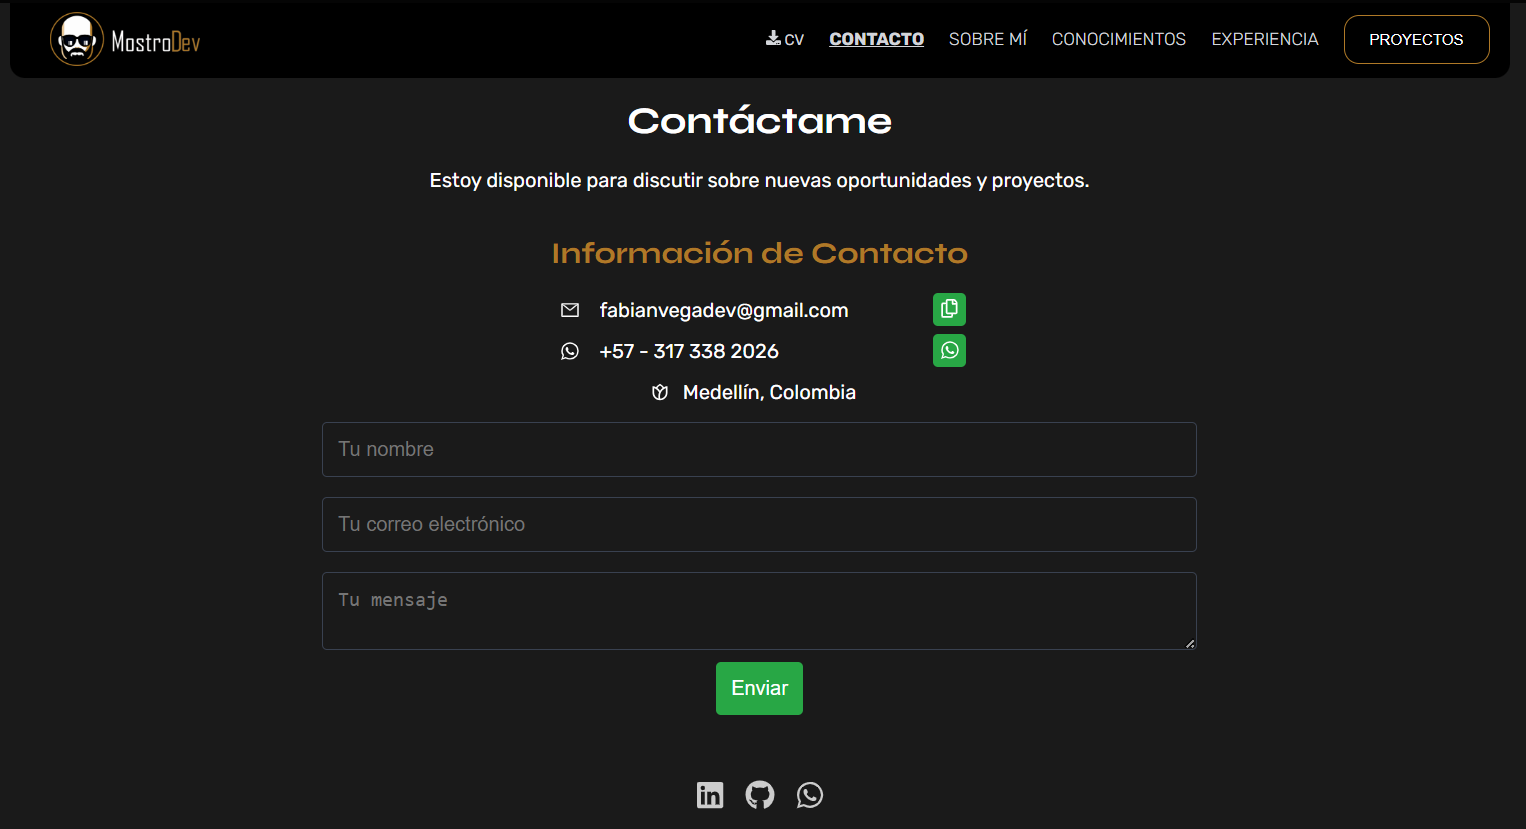 MostroDev
CV CONTACTO SOBRE MÍ CONOCIMIENTOS EXPERIENCIA PROYECTOS
Contáctame
Estoy disponible para discutir sobre nuevas oportunidades y proyectos.
Información de Contacto
fabianvegadev@gmail.com
+57 - 317 338 2026
Medellín, Colombia
Tu nombre
Tu correo electrónico
Tu mensaje
Enviar
in